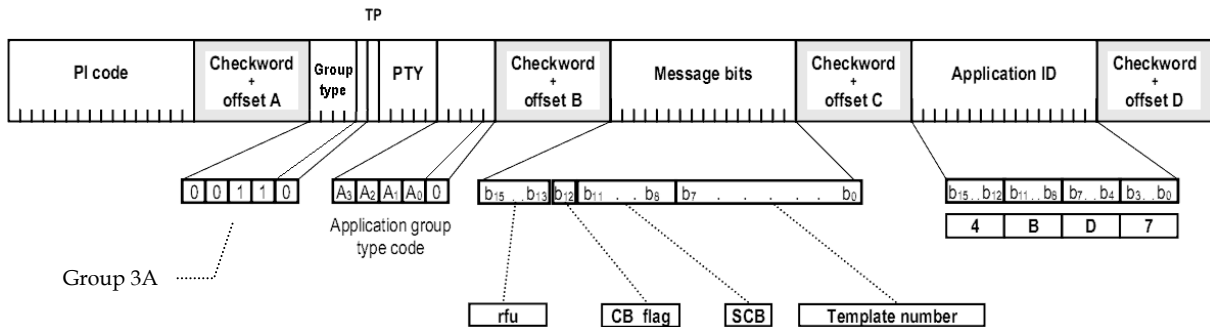 TP
PI code
Checkword
+
offset A
Group
type
PTY
Checkword
+
offset B
Message bits
Checkword
+
offset C
Application ID
Checkword
+
offset D
0 0 1 1 0
A₃ A₂ A₁ A₀ 0
b₁₅ . . b₁₃ b₁₂ b₁₁ . . b₈ b₇ . . . . . b₀
b₁₅..b₁₂ b₁₁..b₈ b₇..b₄ b₃..b₀
4 B D 7
Application group
type code
Group 3A
rfu
CB flag
SCB
Template number